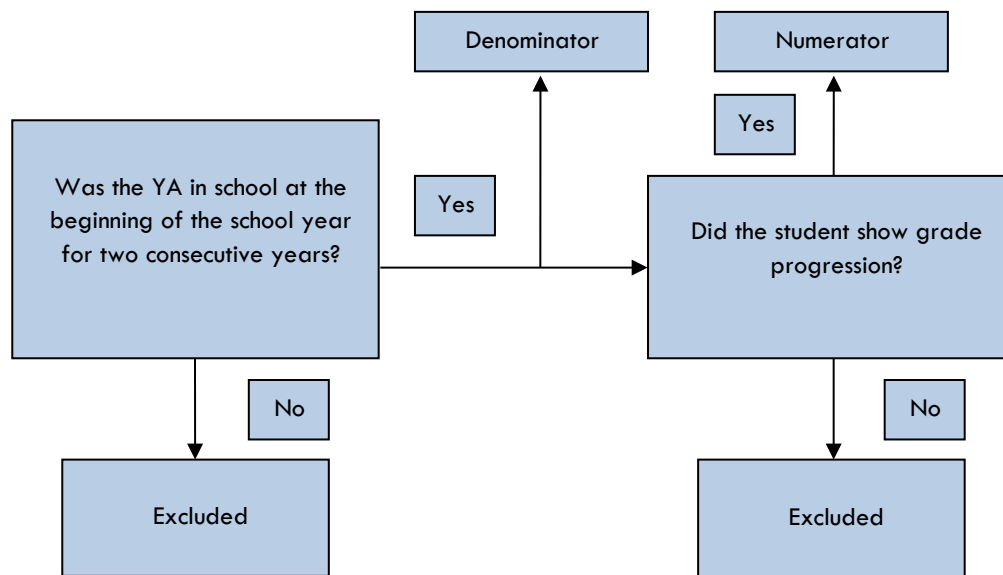 Denominator
Numerator
Yes
Was the YA in school at the
beginning of the school year
for two consecutive years?
Yes
Did the student show grade
progression?
No
No
Excluded
Excluded